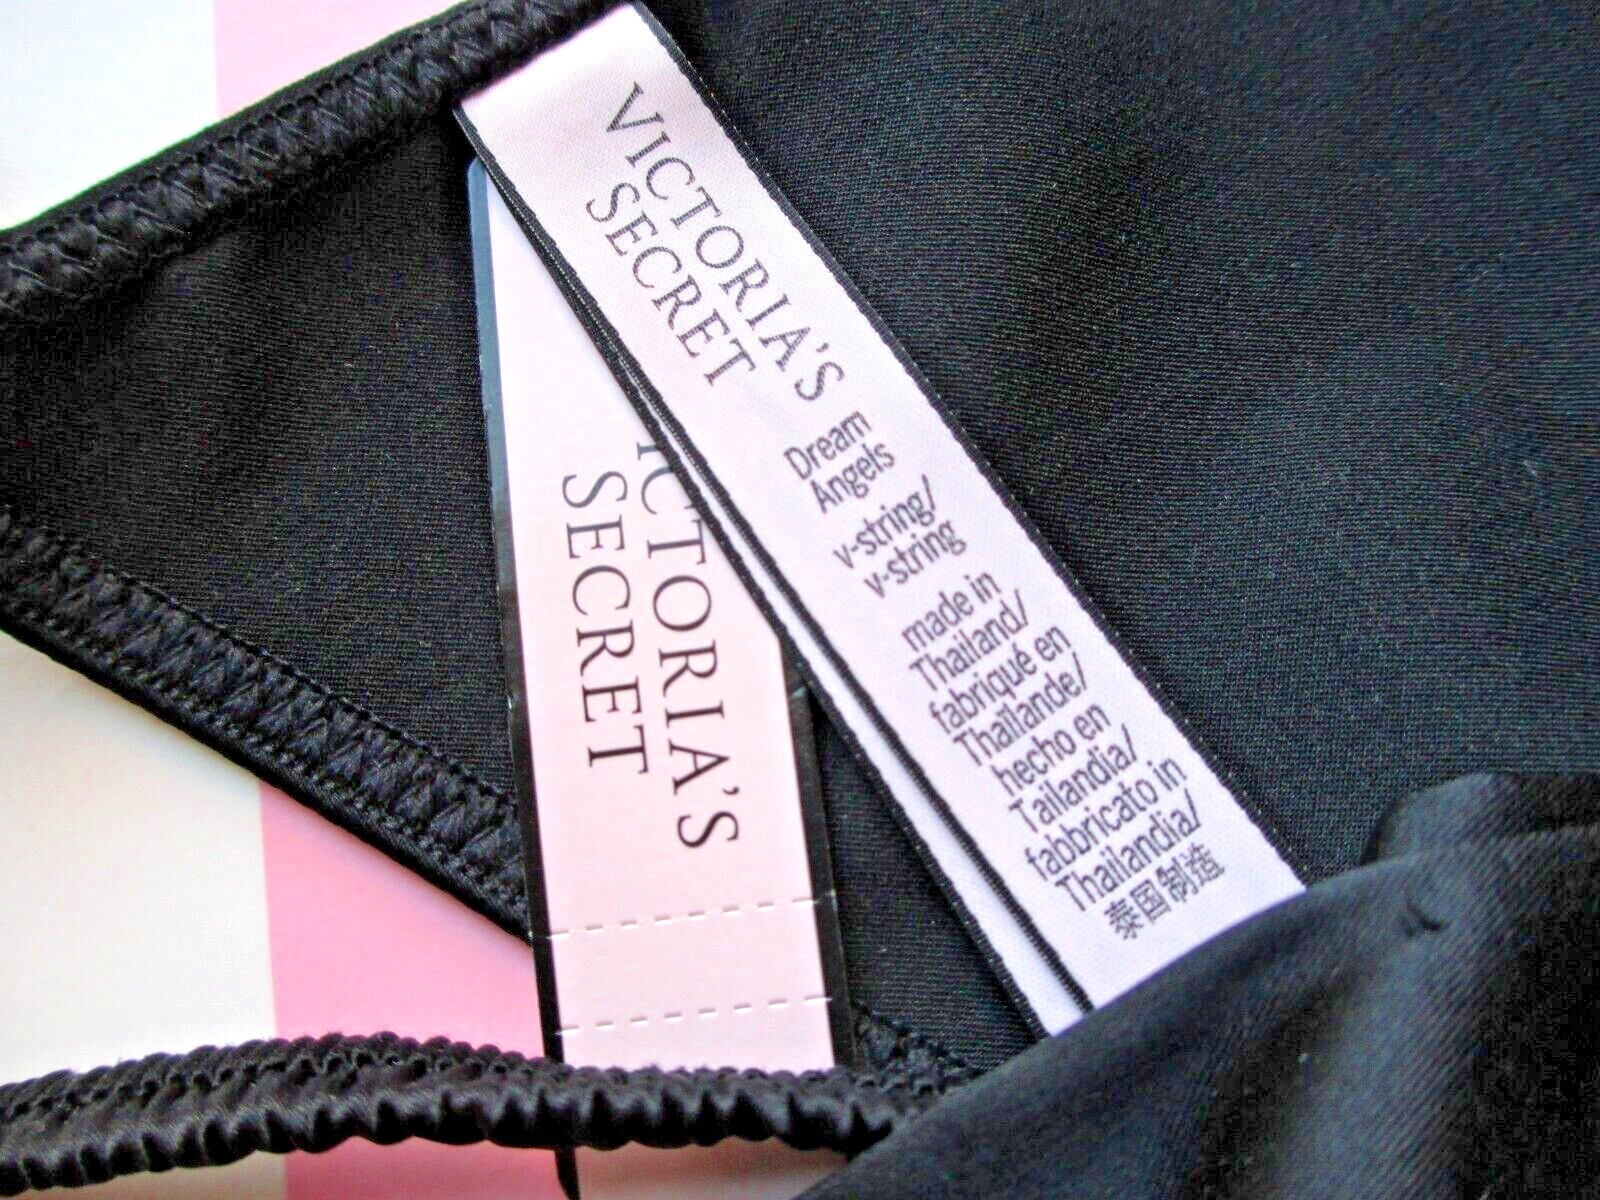 VICTORIA'S
SECRET
Dream
Angels
v-string/
v-string
made in
Thailand/
fabriqué en
Thaïlande/
hecho en
Tailandia/
fabbricato in
Thailandia/
泰国制造
ICTORIA'S
SECRET